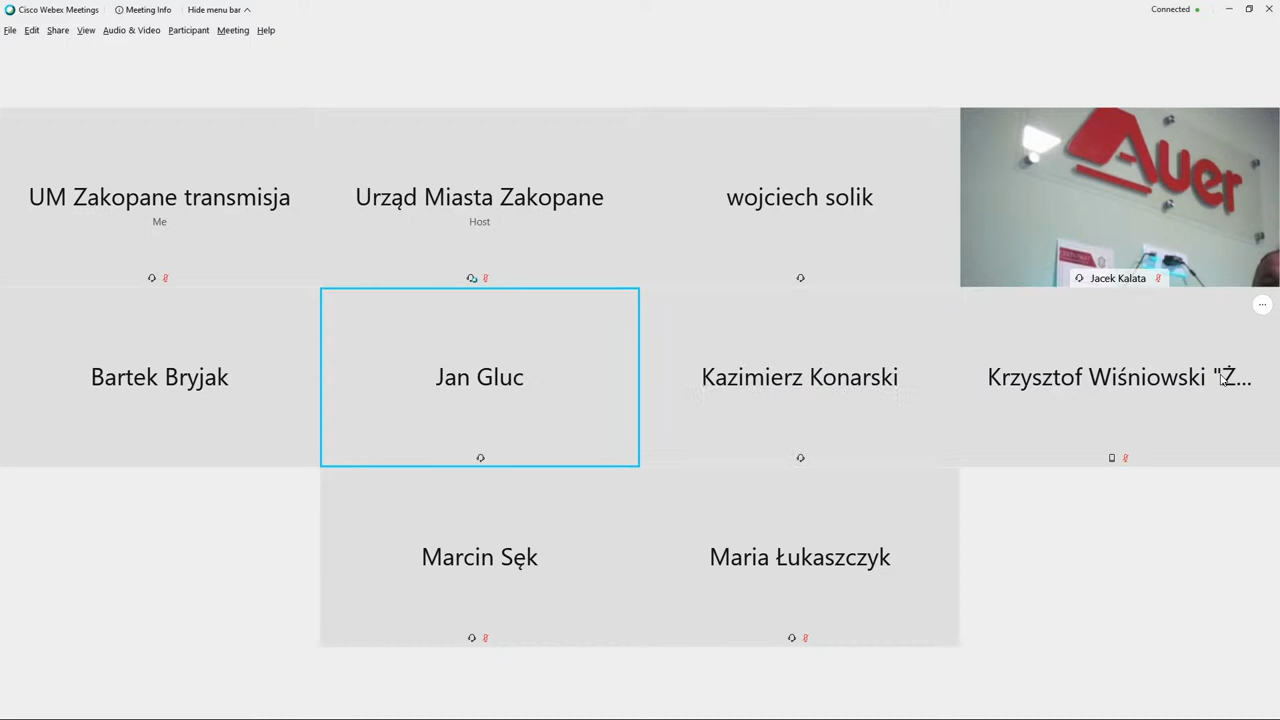 Cisco Webex Meetings
Meeting Info
Hide menu bar
Connected
File Edit Share View Audio & Video Participant Meeting Help
UM Zakopane transmisja
Me
Urząd Miasta Zakopane
Host
wojciech solik
Auer
Jacek Kalata
Bartek Bryjak
Jan Gluc
Kazimierz Konarski
Krzysztof Wiśniowski "Ż...
Marcin Sęk
Maria Łukaszczyk